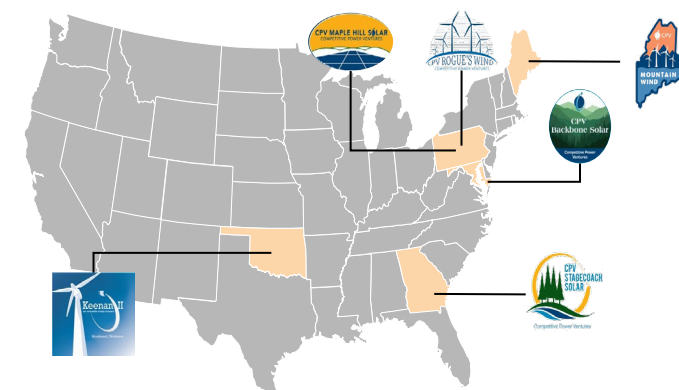 CPV MAPLE HILL SOLAR
COMPETITIVE POWER VENTURES
CPV ROGUE'S WIND
COMPETITIVE POWER VENTURES
CPV
MOUNTAIN
WIND
CPV
Backbone Solar
Competitive Power
Ventures
Keenan II
CPV
STAGECOACH
SOLAR
Competitive Power Ventures